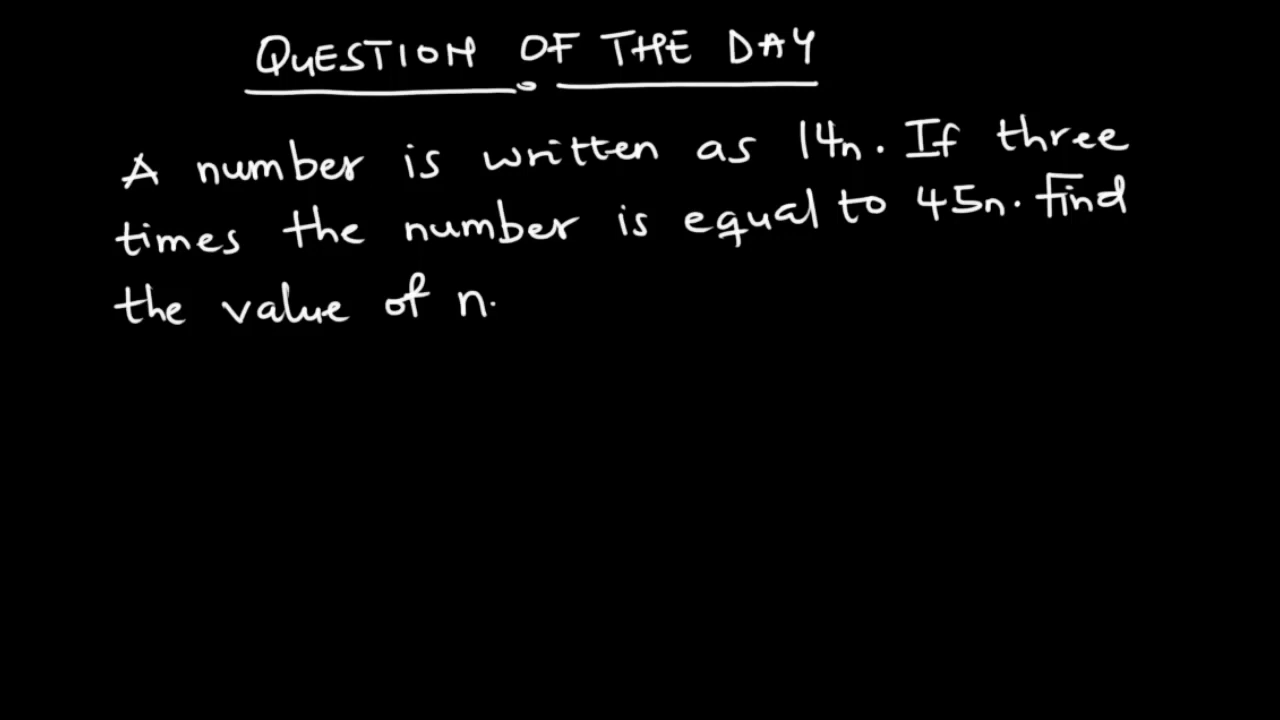 QUESTION OF THE DAY
A number is written as 14n. If three
times the number is equal to 45n. Find
the value of n.